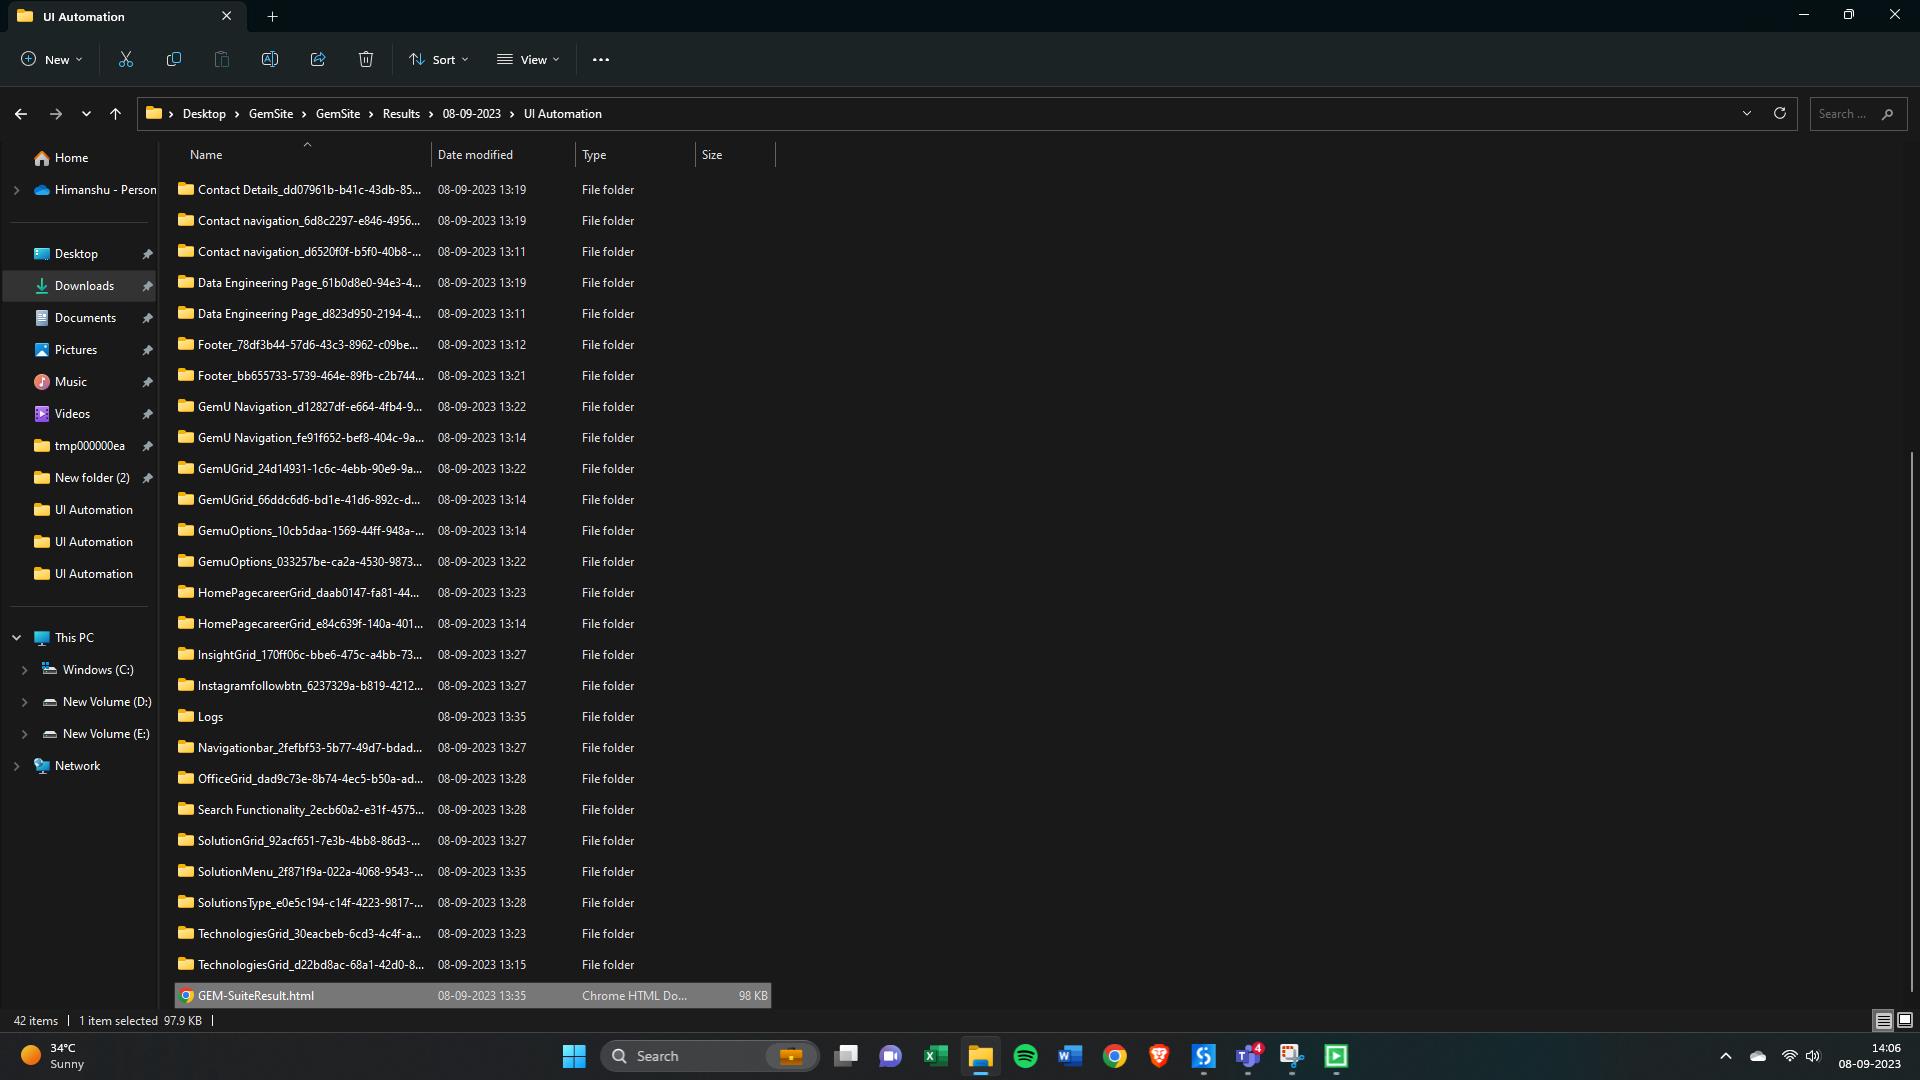 UI Automation
New
Sort
View
Desktop > GemSite > GemSite > Results > 08-09-2023 > UI Automation
Search ...
Home
Himanshu - Person
Desktop
Downloads
Documents
Pictures
Music
Videos
tmp000000ea
New folder (2)
UI Automation
UI Automation
UI Automation
This PC
Windows (C:)
New Volume (D:)
New Volume (E:)
Network
Name Date modified Type Size
Contact Details_dd07961b-b41c-43db-85... 08-09-2023 13:19 File folder
Contact navigation_6d8c2297-e846-4956... 08-09-2023 13:19 File folder
Contact navigation_d6520f0f-b5f0-40b8-... 08-09-2023 13:11 File folder
Data Engineering Page_61b0d8e0-94e3-4... 08-09-2023 13:19 File folder
Data Engineering Page_d823d950-2194-4... 08-09-2023 13:11 File folder
Footer_78df3b44-57d6-43c3-8962-c09be... 08-09-2023 13:12 File folder
Footer_bb655733-5739-464e-89fb-c2b744... 08-09-2023 13:21 File folder
GemU Navigation_d12827df-e664-4fb4-9... 08-09-2023 13:22 File folder
GemU Navigation_fe91f652-bef8-404c-9a... 08-09-2023 13:14 File folder
GemUGrid_24d14931-1c6c-4ebb-90e9-9a... 08-09-2023 13:22 File folder
GemUGrid_66ddc6d6-bd1e-41d6-892c-d... 08-09-2023 13:14 File folder
GemuOptions_10cb5daa-1569-44ff-948a-... 08-09-2023 13:14 File folder
GemuOptions_033257be-ca2a-4530-9873... 08-09-2023 13:22 File folder
HomePagecareerGrid_daab0147-fa81-44... 08-09-2023 13:23 File folder
HomePagecareerGrid_e84c639f-140a-401... 08-09-2023 13:14 File folder
InsightGrid_170ff06c-bbe6-475c-a4bb-73... 08-09-2023 13:27 File folder
Instagramfollowbtn_6237329a-b819-4212... 08-09-2023 13:27 File folder
Logs 08-09-2023 13:35 File folder
Navigationbar_2fefbf53-5b77-49d7-bdad... 08-09-2023 13:27 File folder
OfficeGrid_dad9c73e-8b74-4ec5-b50a-ad... 08-09-2023 13:28 File folder
Search Functionality_2ecb60a2-e31f-4575... 08-09-2023 13:28 File folder
SolutionGrid_92acf651-7e3b-4bb8-86d3-... 08-09-2023 13:27 File folder
SolutionMenu_2f871f9a-022a-4068-9543-... 08-09-2023 13:35 File folder
SolutionsType_e0e5c194-c14f-4223-9817-... 08-09-2023 13:28 File folder
TechnologiesGrid_30eacbeb-6cd3-4c4f-a... 08-09-2023 13:23 File folder
TechnologiesGrid_d22bd8ac-68a1-42d0-8... 08-09-2023 13:15 File folder
GEM-SuiteResult.html 08-09-2023 13:35 Chrome HTML Do... 98 KB
42 items 1 item selected 97.9 KB
34°C
Sunny
Search
4
14:06
08-09-2023